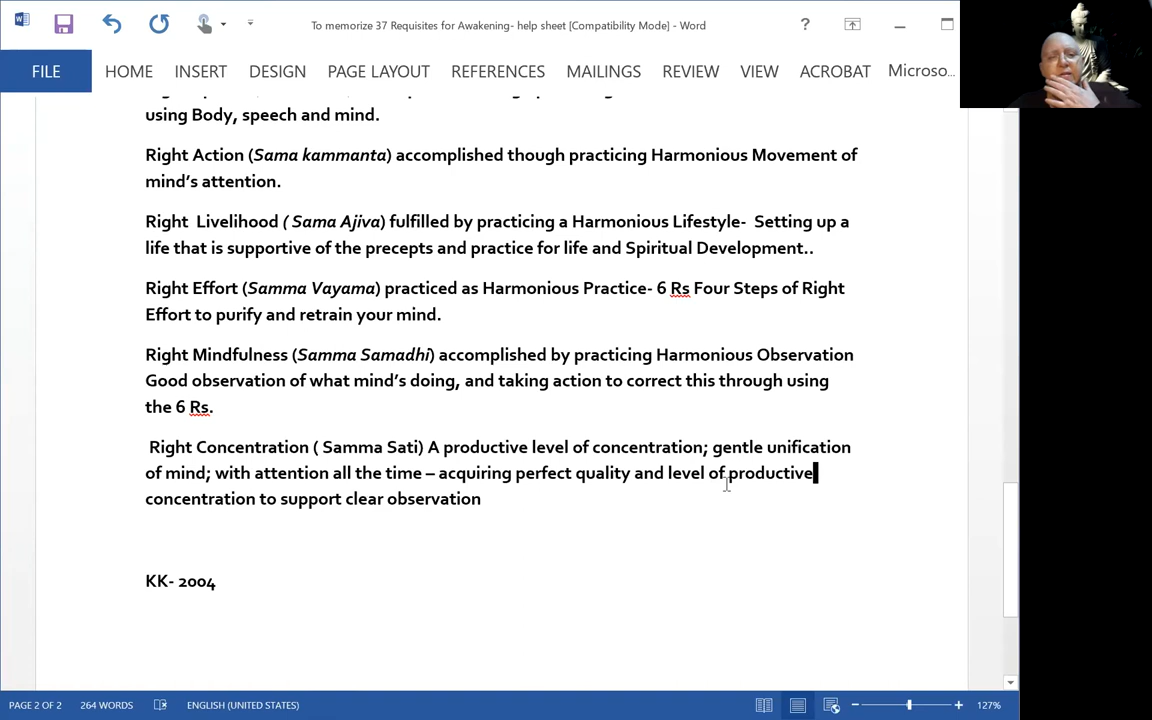 To memorize 37 Requisites for Awakening- help sheet [Compatibility Mode] - Word
?
FILE HOME INSERT DESIGN PAGE LAYOUT REFERENCES MAILINGS REVIEW VIEW ACROBAT Microso...
using Body, speech and mind.
Right Action (Sama kammanta) accomplished though practicing Harmonious Movement of
mind's attention.
Right Livelihood ( Sama Ajiva) fulfilled by practicing a Harmonious Lifestyle- Setting up a
life that is supportive of the precepts and practice for life and Spiritual Development..
Right Effort (Samma Vayama) practiced as Harmonious Practice- 6 Rs Four Steps of Right
Effort to purify and retrain your mind.
Right Mindfulness (Samma Samadhi) accomplished by practicing Harmonious Observation
Good observation of what mind's doing, and taking action to correct this through using
the 6 Rs.
Right Concentration ( Samma Sati) A productive level of concentration; gentle unification
of mind; with attention all the time – acquiring perfect quality and level of productive
concentration to support clear observation
KK- 2004
PAGE 2 OF 2 264 WORDS ENGLISH (UNITED STATES) 127%